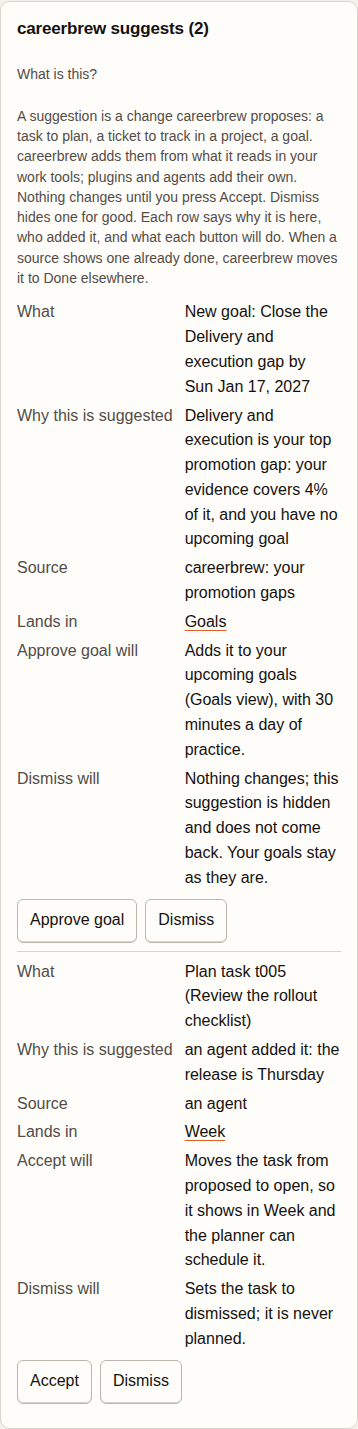 careerbrew suggests (2)
What is this?
A suggestion is a change careerbrew proposes: a
task to plan, a ticket to track in a project, a goal.
careerbrew adds them from what it reads in your
work tools; plugins and agents add their own.
Nothing changes until you press Accept. Dismiss
hides one for good. Each row says why it is here,
who added it, and what each button will do. When a
source shows one already done, careerbrew moves
it to Done elsewhere.
What
New goal: Close the
Delivery and
execution gap by
Sun Jan 17, 2027
Why this is suggested
Delivery and
execution is your top
promotion gap: your
evidence covers 4%
of it, and you have no
upcoming goal
Source
careerbrew: your
promotion gaps
Lands in
Goals
Approve goal will
Adds it to your
upcoming goals
(Goals view), with 30
minutes a day of
practice.
Dismiss will
Nothing changes; this
suggestion is hidden
and does not come
back. Your goals stay
as they are.
Approve goal
Dismiss
What
Plan task t005
(Review the rollout
checklist)
Why this is suggested
an agent added it: the
release is Thursday
Source
an agent
Lands in
Week
Accept will
Moves the task from
proposed to open, so
it shows in Week and
the planner can
schedule it.
Dismiss will
Sets the task to
dismissed; it is never
planned.
Accept
Dismiss